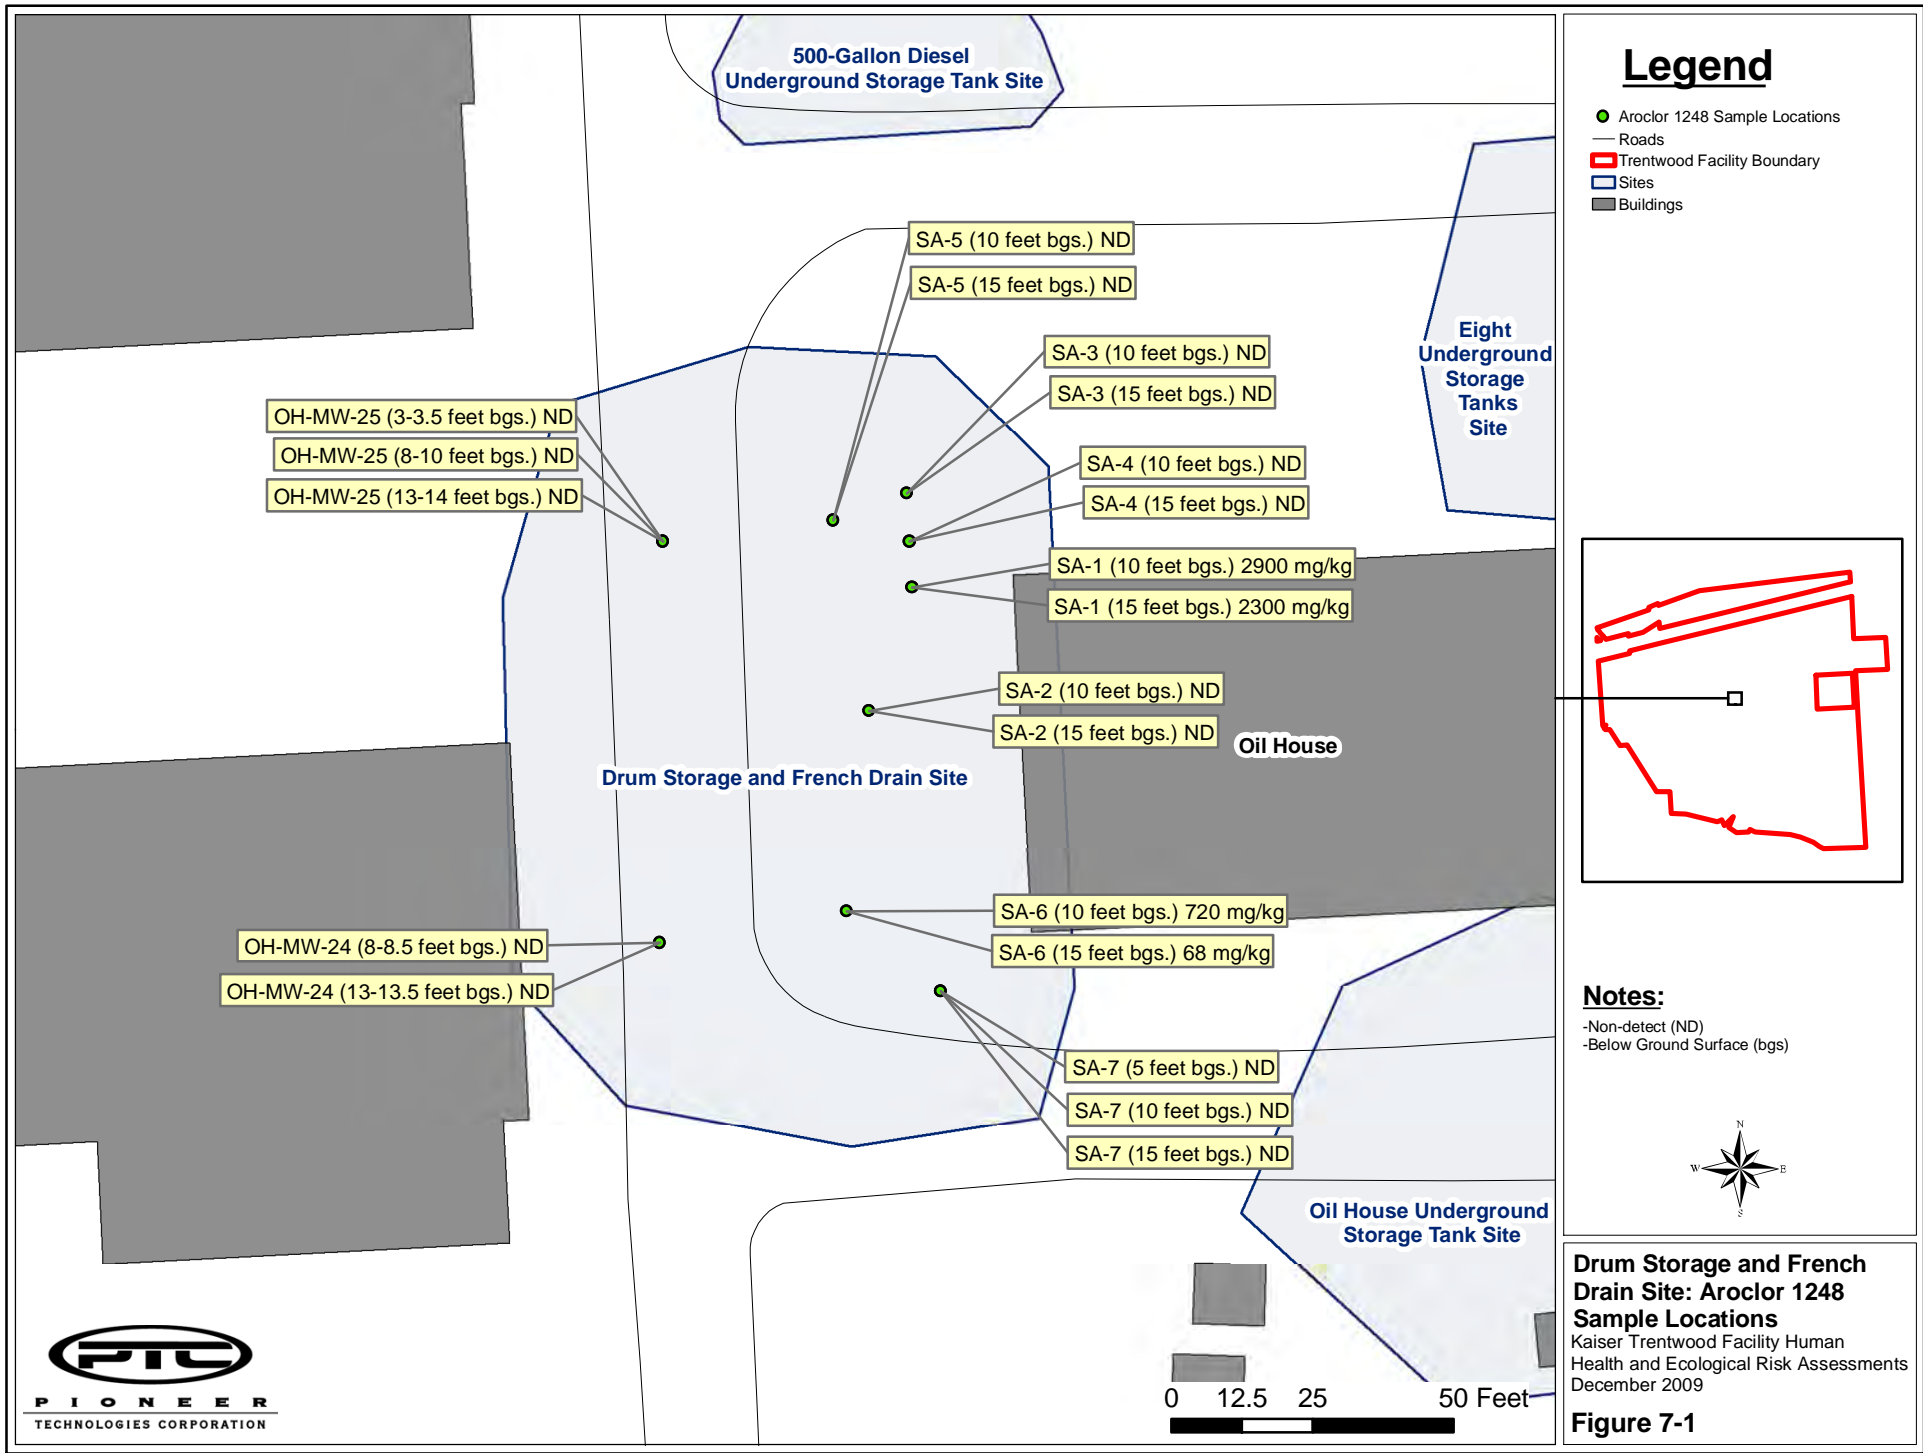 500-Gallon Diesel
Underground Storage Tank Site
SA-5 (10 feet bgs.) ND
SA-5 (15 feet bgs.) ND
SA-3 (10 feet bgs.) ND
SA-3 (15 feet bgs.) ND
Eight
Underground
Storage
Tanks
Site
OH-MW-25 (3-3.5 feet bgs.) ND
OH-MW-25 (8-10 feet bgs.) ND
OH-MW-25 (13-14 feet bgs.) ND
SA-4 (10 feet bgs.) ND
SA-4 (15 feet bgs.) ND
SA-1 (10 feet bgs.) 2900 mg/kg
SA-1 (15 feet bgs.) 2300 mg/kg
SA-2 (10 feet bgs.) ND
SA-2 (15 feet bgs.) ND
Oil House
Drum Storage and French Drain Site
SA-6 (10 feet bgs.) 720 mg/kg
SA-6 (15 feet bgs.) 68 mg/kg
OH-MW-24 (8-8.5 feet bgs.) ND
OH-MW-24 (13-13.5 feet bgs.) ND
SA-7 (5 feet bgs.) ND
SA-7 (10 feet bgs.) ND
SA-7 (15 feet bgs.) ND
Oil House Underground
Storage Tank Site
PTC
PIONEER
TECHNOLOGIES CORPORATION
0 12.5 25 50 Feet
Legend
Aroclor 1248 Sample Locations
Roads
Trentwood Facility Boundary
Sites
Buildings
Notes:
-Non-detect (ND)
-Below Ground Surface (bgs)
N
W E
S
Drum Storage and French
Drain Site: Aroclor 1248
Sample Locations
Kaiser Trentwood Facility Human
Health and Ecological Risk Assessments
December 2009
Figure 7-1